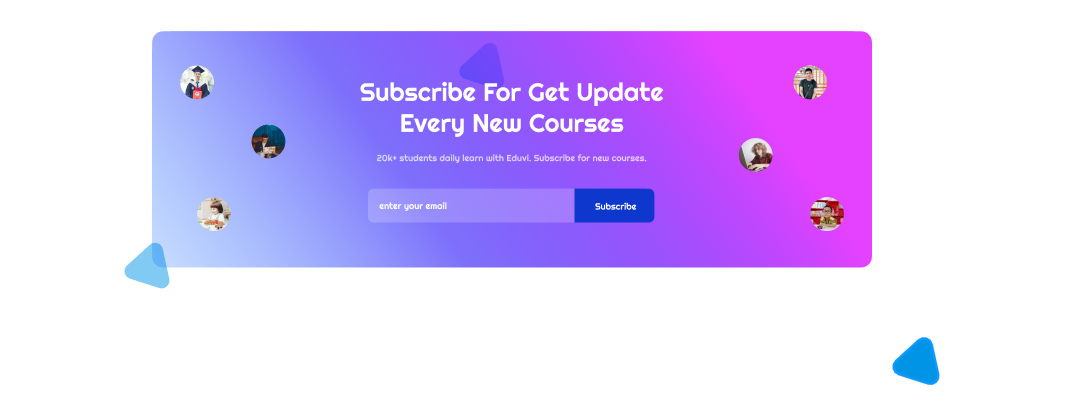 Subscribe For Get Update
Every New Courses
20k+ students daily learn with Eduvi. Subscribe for new courses.
enter your email
Subscribe